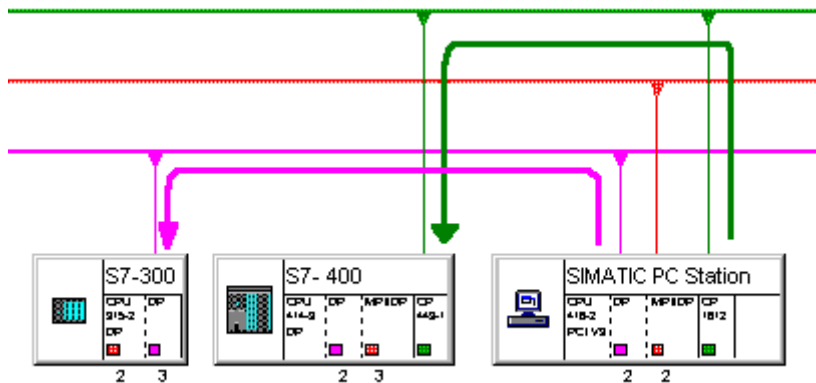 S7-300
CPU DP
315-2
DP
2 3
S7- 400
CPU DP MPI/DP CP
414-3 443-1
DP
2 3
SIMATIC PC Station
CPU DP MPI/DP CP
416-2 1612
2 2